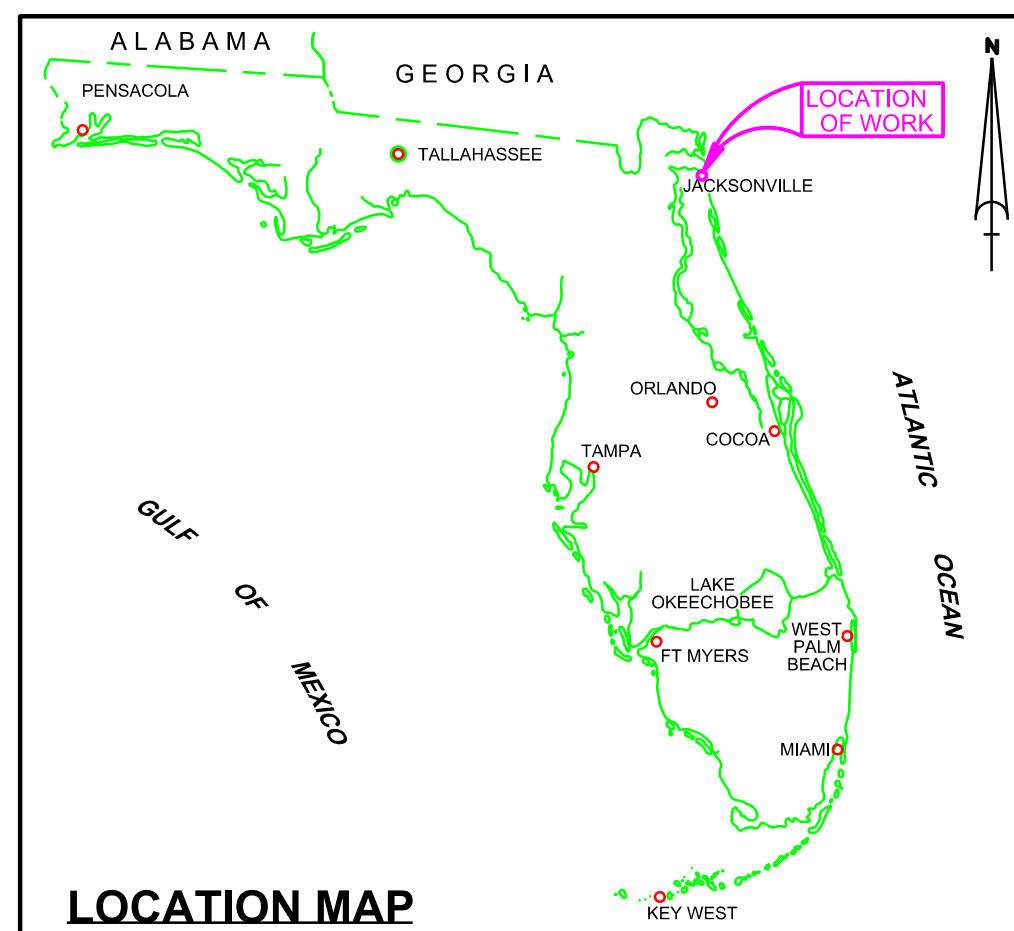 ALABAMA
GEORGIA
N
PENSACOLA
LOCATION
OF WORK
TALLAHASSEE
JACKSONVILLE
ORLANDO
ATLANTIC
OCEAN
COCOA
TAMPA
GULF
OF
MEXICO
LAKE
OKEECHOBEE
WEST
PALM
BEACH
FT MYERS
MIAMI
LOCATION MAP
KEY WEST